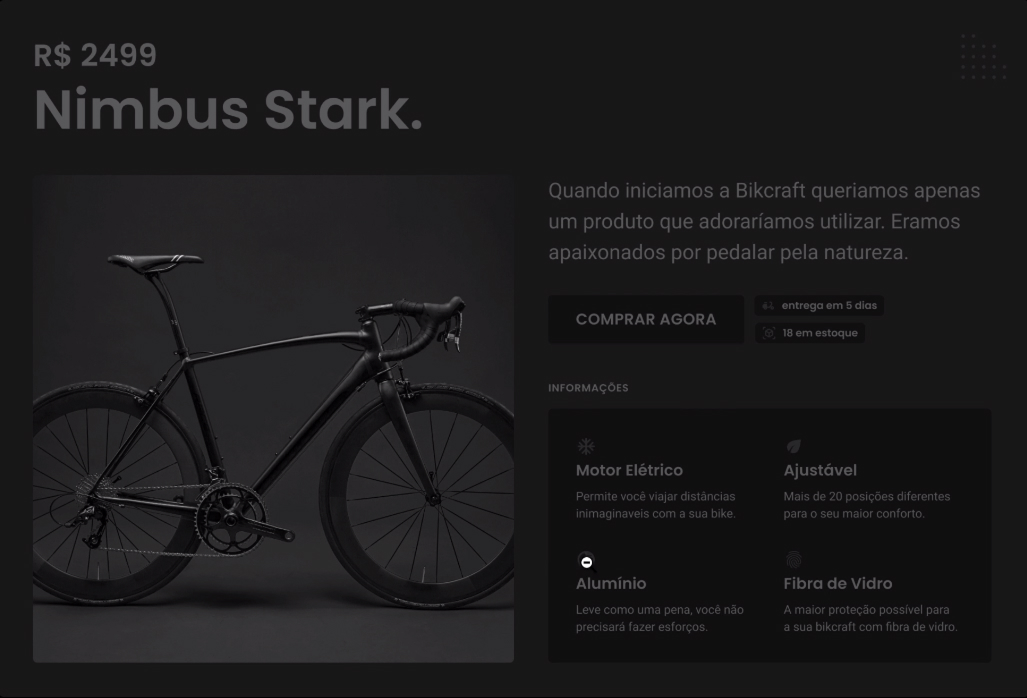 R$ 2499
Nimbus Stark.
Quando iniciamos a Bikcraft queriamos apenas
um produto que adoraríamos utilizar. Eramos
apaixonados por pedalar pela natureza.
COMPRAR AGORA
entrega em 5 dias
18 em estoque
INFORMAÇÕES
Motor Elétrico
Permite você viajar distâncias
inimaginaveis com a sua bike.
Ajustável
Mais de 20 posições diferentes
para o seu maior conforto.
Alumínio
Leve como uma pena, você não
precisará fazer esforços.
Fibra de Vidro
A maior proteção possível para
a sua bikcraft com fibra de vidro.